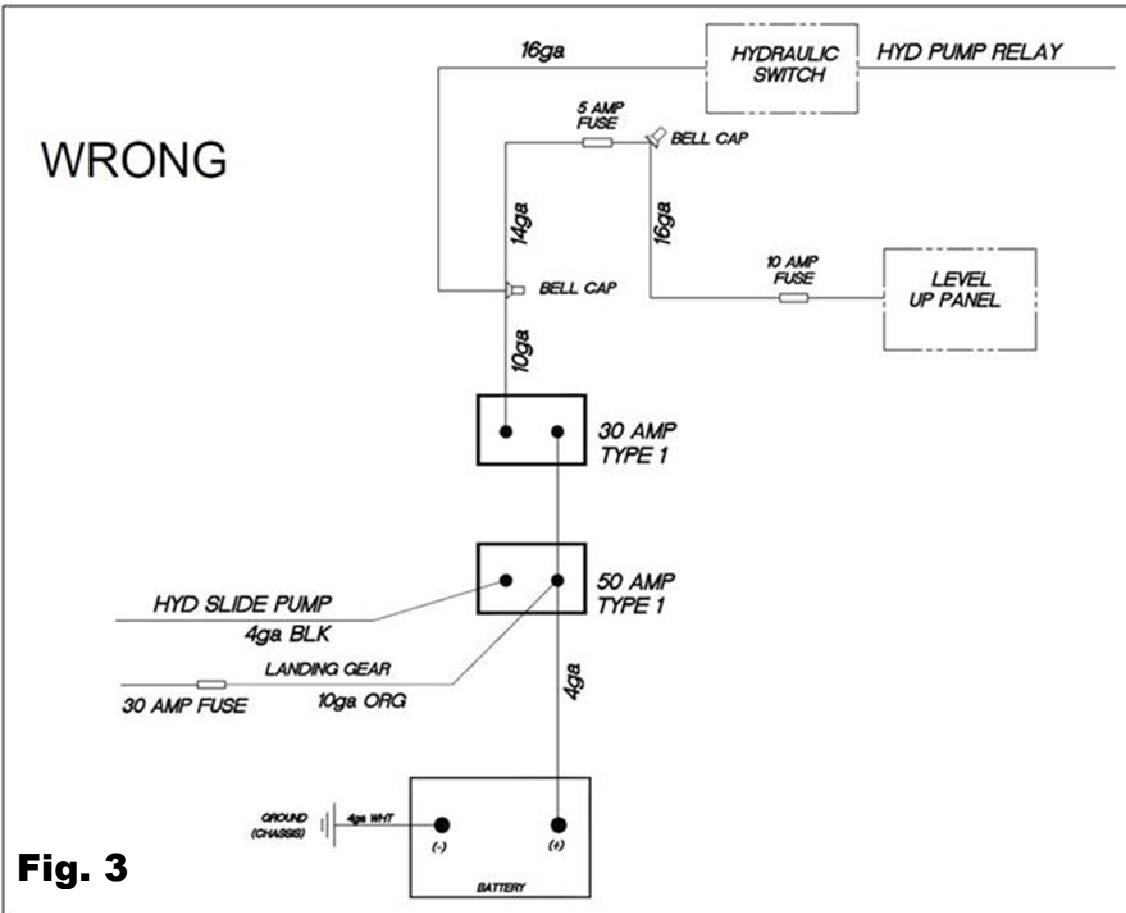 16ga
HYDRAULIC
SWITCH
HYD PUMP RELAY
WRONG
5 AMP
FUSE
BELL CAP
14ga
16ga
10 AMP
FUSE
LEVEL
UP PANEL
BELL CAP
10ga
30 AMP
TYPE 1
50 AMP
TYPE 1
HYD SLIDE PUMP
4ga BLK
LANDING GEAR
30 AMP FUSE
10ga ORG
4ga
GROUND
(CHASSIS)
4ga WHT
(-)
(+)
BATTERY
Fig. 3